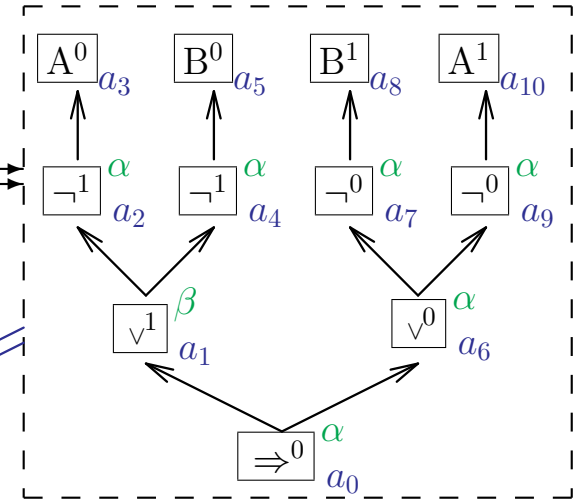 A⁰ a₃ B⁰ a₅ B¹ a₈ A¹ a₁₀
¬¹ α a₂ ¬¹ α a₄ ¬⁰ α a₇ ¬⁰ α a₉
∨¹ β a₁ ∨⁰ α a₆
⇒⁰ α a₀